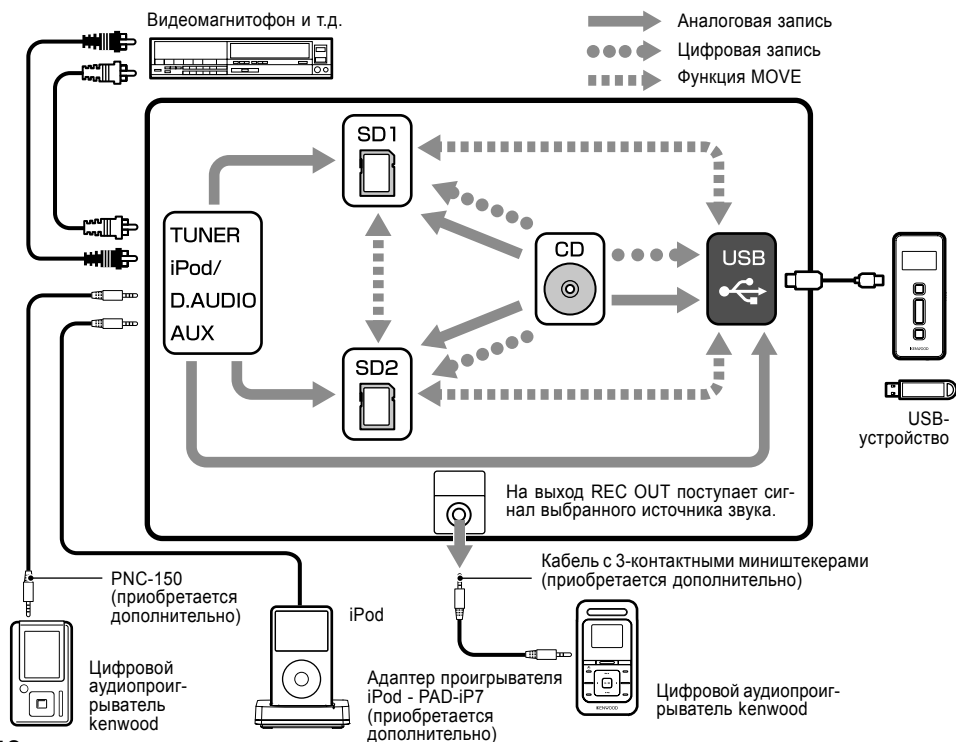 Видеомагнитофон и т.д.
Аналоговая запись
Цифровая запись
Функция MOVE
SD1
TUNER
iPod/
D.AUDIO
AUX
CD
USB
SD2
KENWOOD
USB-
устройство
На выход REC OUT поступает сиг-
нал выбранного источника звука.
Кабель с 3-контактными миништекерами
(приобретается дополнительно)
PNC-150
(приобретается
дополнительно)
iPod
Цифровой
аудиопроиг-
рыватель
kenwood
Адаптер проигрывателя
iPod - PAD-iP7
(приобретается
дополнительно)
KENWOOD
Цифровой аудиопроиг-
рыватель kenwood